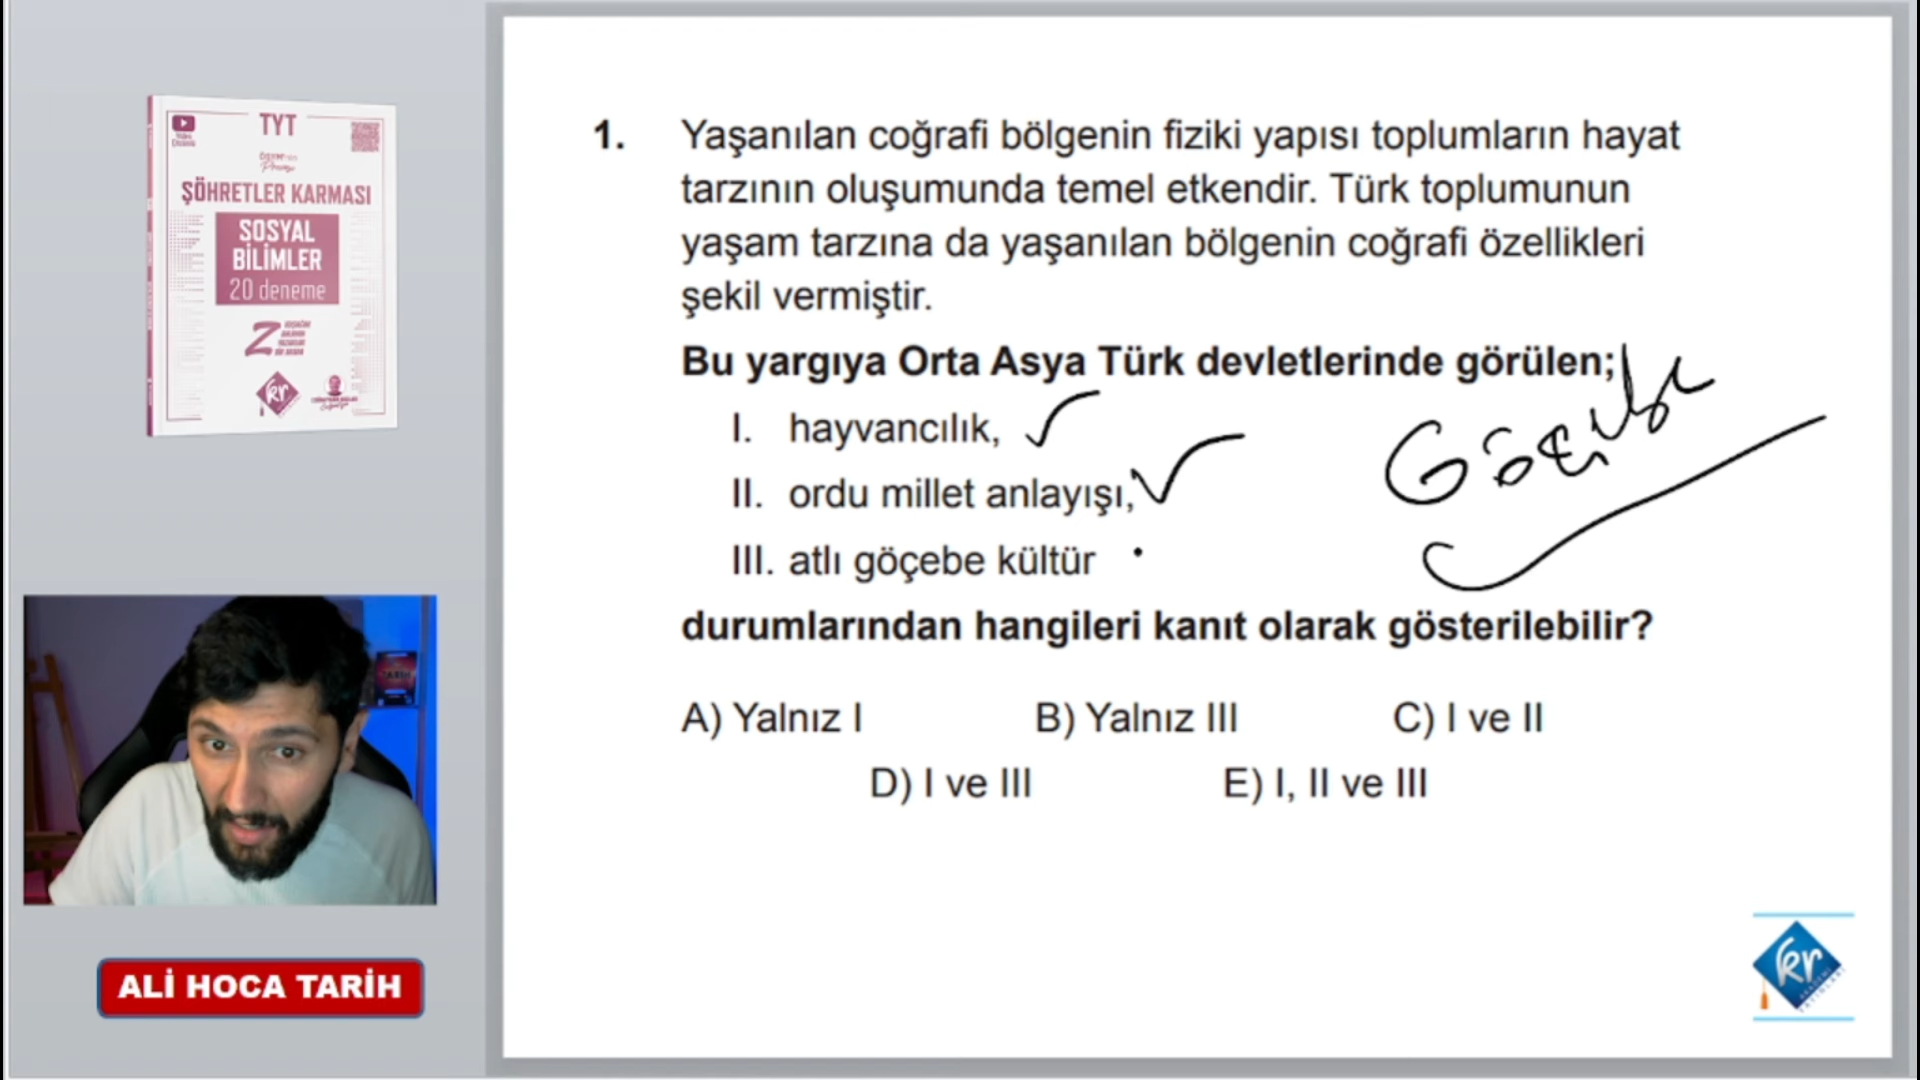 TYT
ŞÖHRETLER KARMASI
SOSYAL
BİLİMLER
20 deneme
Z
kr
ALİ HOCA TARİH
1. Yaşanılan coğrafi bölgenin fiziki yapısı toplumların hayat
tarzının oluşumunda temel etkendir. Türk toplumunun
yaşam tarzına da yaşanılan bölgenin coğrafi özellikleri
şekil vermiştir.
Bu yargıya Orta Asya Türk devletlerinde görülen;
I. hayvancılık,
II. ordu millet anlayışı,
III. atlı göçebe kültür
durumlarından hangileri kanıt olarak gösterilebilir?
A) Yalnız I
B) Yalnız III
C) I ve II
D) I ve III
E) I, II ve III
kr